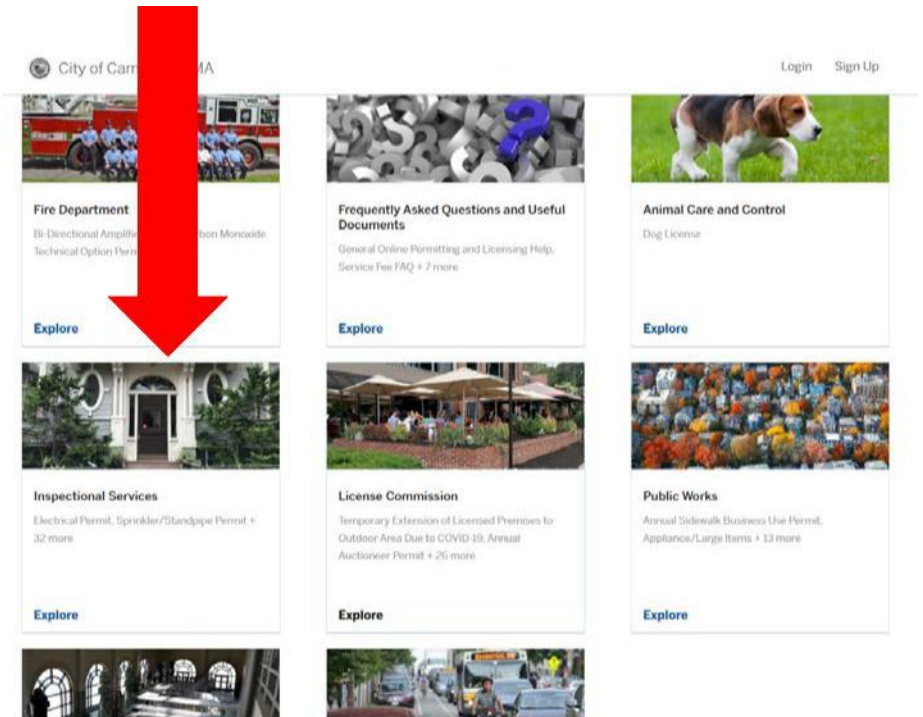 City of Cam MA
Login Sign Up
Fire Department
Bi-Directional Amplifie bon Monoxide
Technical Option Perm
Explore
Frequently Asked Questions and Useful
Documents
General Online Permitting and Licensing Help,
Service Fee FAQ + 7 more
Explore
Animal Care and Control
Dog License
Explore
Inspectional Services
Electrical Permit, Sprinkler/Standpipe Permit +
32 more
Explore
License Commission
Temporary Extension of Licensed Premises to
Outdoor Area Due to COVID-19, Annual
Auctioneer Permit + 26 more
Explore
Public Works
Annual Sidewalk Business Use Permit,
Appliance/Large Items + 13 more
Explore